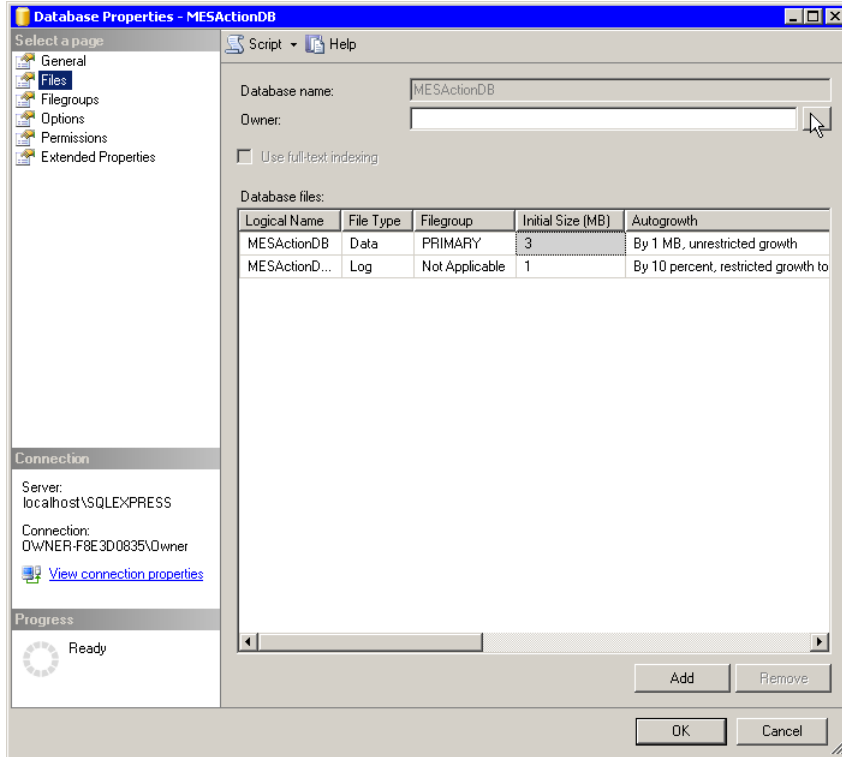 Database Properties - MESActionDB
Select a page
General
Files
Filegroups
Options
Permissions
Extended Properties
Script
Help
Database name:
MESActionDB
Owner:
Use full-text indexing
Database files:
Logical Name File Type Filegroup Initial Size (MB) Autogrowth
MESActionDB Data PRIMARY 3 By 1 MB, unrestricted growth
MESActionD... Log Not Applicable 1 By 10 percent, restricted growth to
Connection
Server:
localhost\SQLEXPRESS
Connection:
OWNER-F8E3D0835\Owner
View connection properties
Progress
Ready
Add
Remove
OK
Cancel